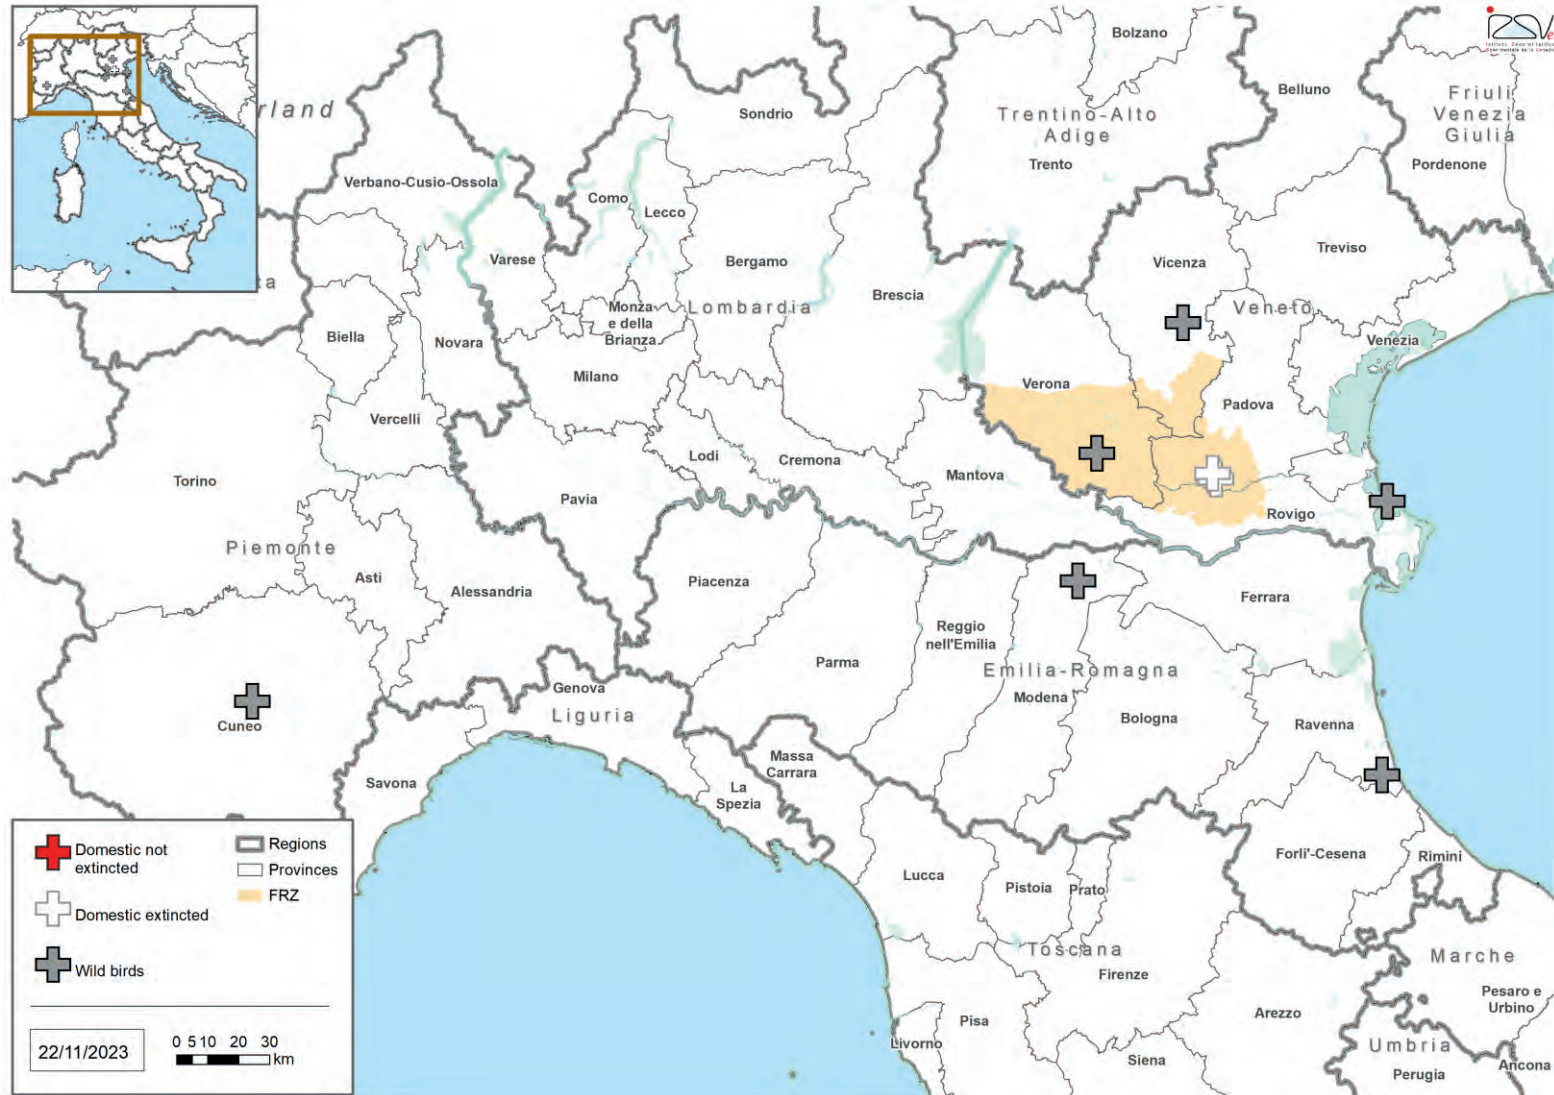 Bolzano
Belluno
Friuli
Venezia
Giulia
Pordenone
rland
Sondrio
Trentino-Alto
Adige
Trento
Verbano-Cusio-Ossola
Como
Lecco
Varese
Bergamo
Brescia
Vicenza
Treviso
Veneto
Venezia
Lombardia
Monza
e della
Brianza
Biella
Novara
Milano
Verona
Padova
Vercelli
Torino
Lodi
Cremona
Mantova
Pavia
Rovigo
Piemonte
Asti
Alessandria
Piacenza
Ferrara
Reggio
nell'Emilia
Parma
Emilia-Romagna
Modena
Bologna
Ravenna
Cuneo
Genova
Liguria
Savona
La
Spezia
Massa
Carrara
Lucca
Pistoia
Prato
Forli'-Cesena
Rimini
Toscana
Firenze
Marche
Pesaro e
Urbino
Arezzo
Pisa
Livorno
Siena
Umbria
Perugia
Ancona
Domestic not
extincted
Domestic extincted
Wild birds
Regions
Provinces
FRZ
22/11/2023
0 5 10 20 30
km